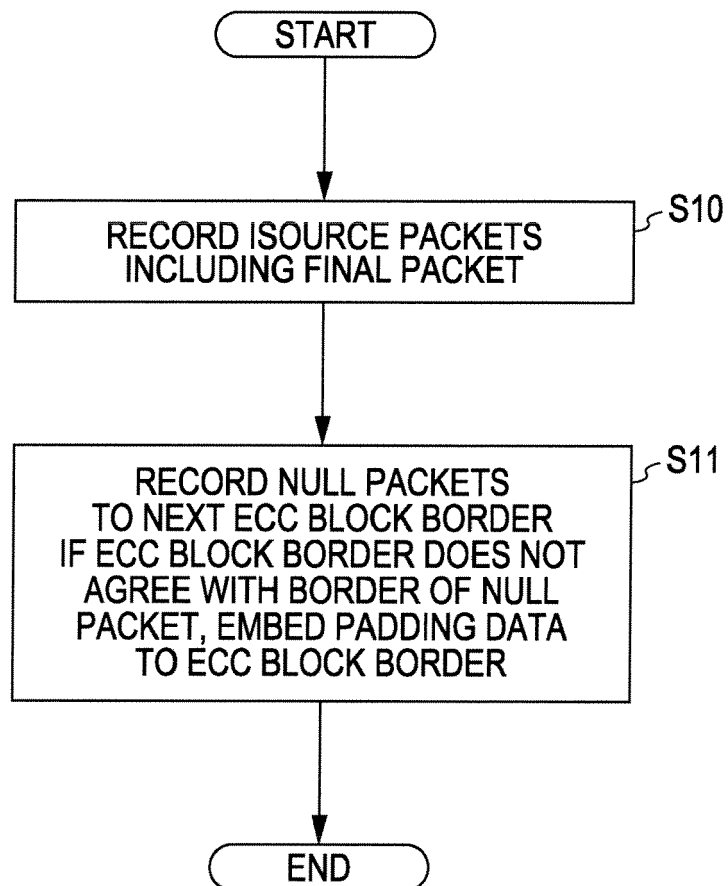 START
RECORD ISOURCE PACKETS
INCLUDING FINAL PACKET
S10
RECORD NULL PACKETS
TO NEXT ECC BLOCK BORDER
IF ECC BLOCK BORDER DOES NOT
AGREE WITH BORDER OF NULL
PACKET, EMBED PADDING DATA
TO ECC BLOCK BORDER
S11
END